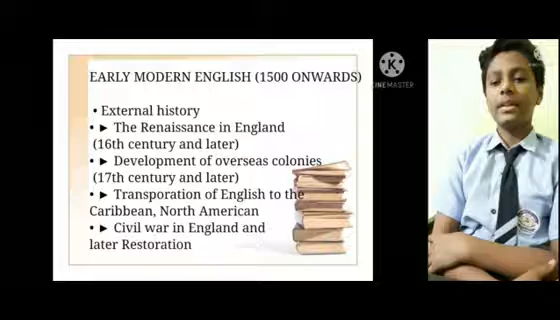 EARLY MODERN ENGLISH (1500 ONWARDS)
• External history
• ► The Renaissance in England
(16th century and later)
• ► Development of overseas colonies
(17th century and later)
• ► Transporation of English to the
Caribbean, North American
• ► Civil war in England and
later Restoration
K
KINEMASTER